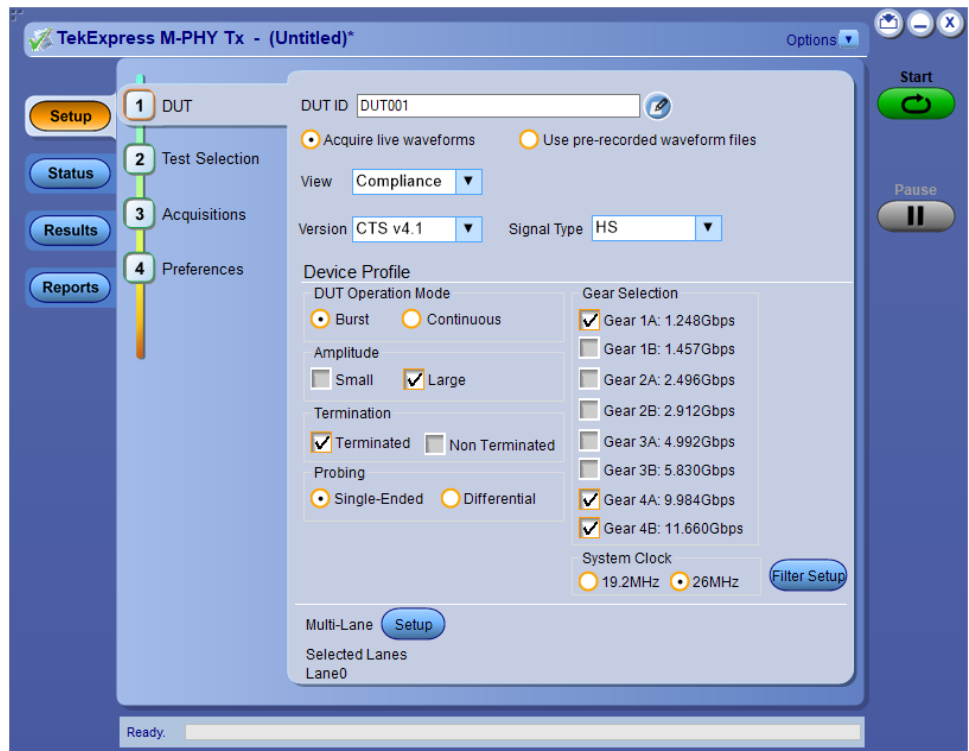 TekExpress M-PHY Tx - (Untitled)*
Options
Start
Pause
Setup
Status
Results
Reports
1 DUT
2 Test Selection
3 Acquisitions
4 Preferences
DUT ID DUT001
Acquire live waveforms Use pre-recorded waveform files
View Compliance
Version CTS v4.1 Signal Type HS
Device Profile
DUT Operation Mode
Burst Continuous
Amplitude
Small Large
Termination
Terminated Non Terminated
Probing
Single-Ended Differential
Gear Selection
Gear 1A: 1.248Gbps
Gear 1B: 1.457Gbps
Gear 2A: 2.496Gbps
Gear 2B: 2.912Gbps
Gear 3A: 4.992Gbps
Gear 3B: 5.830Gbps
Gear 4A: 9.984Gbps
Gear 4B: 11.660Gbps
System Clock
19.2MHz 26MHz
Filter Setup
Multi-Lane Setup
Selected Lanes
Lane0
Ready.